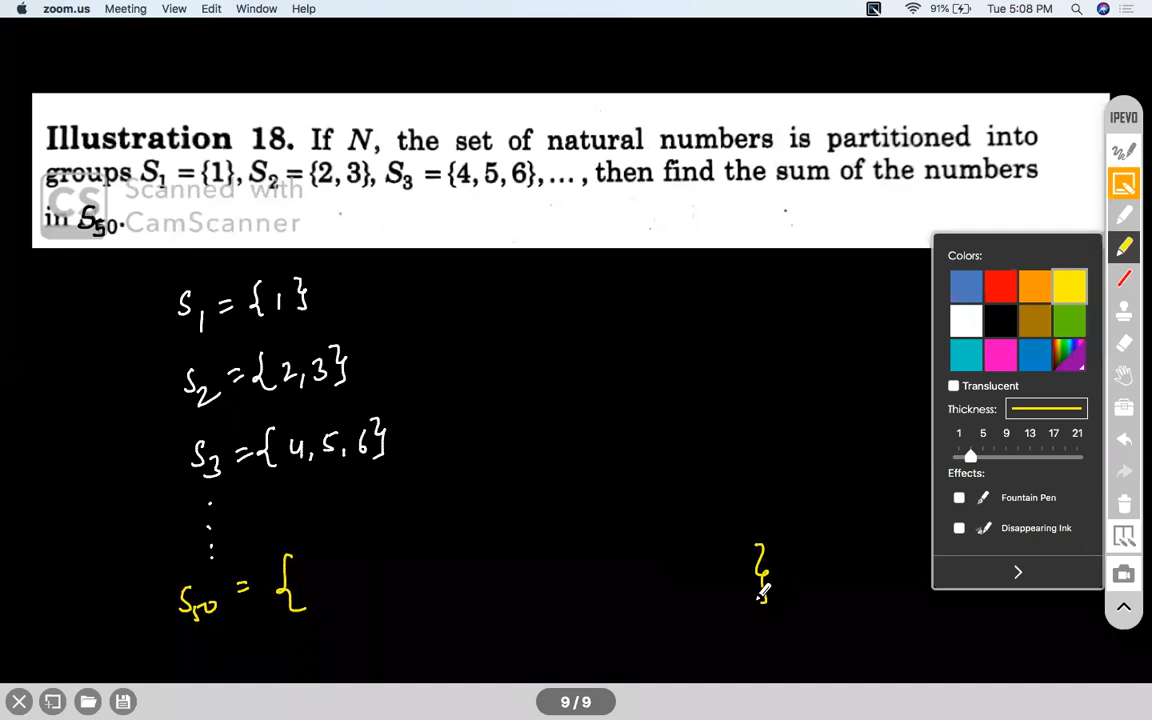 zoom.us Meeting View Edit Window Help 91% Tue 5:08 PM
Illustration 18. If N, the set of natural numbers is partitioned into
groups S₁ = {1}, S₂ = {2, 3}, S₃ = {4, 5, 6}, ..., then find the sum of the numbers
in S₅₀.
CS Scanned with
CamScanner
S₁ = {1}
S₂ = {2, 3}
S₃ = {4, 5, 6}
⋮
S₅₀ = { }
IPEVO
Colors:
Translucent
Thickness:
1 5 9 13 17 21
Effects:
Fountain Pen
Disappearing Ink
9 / 9